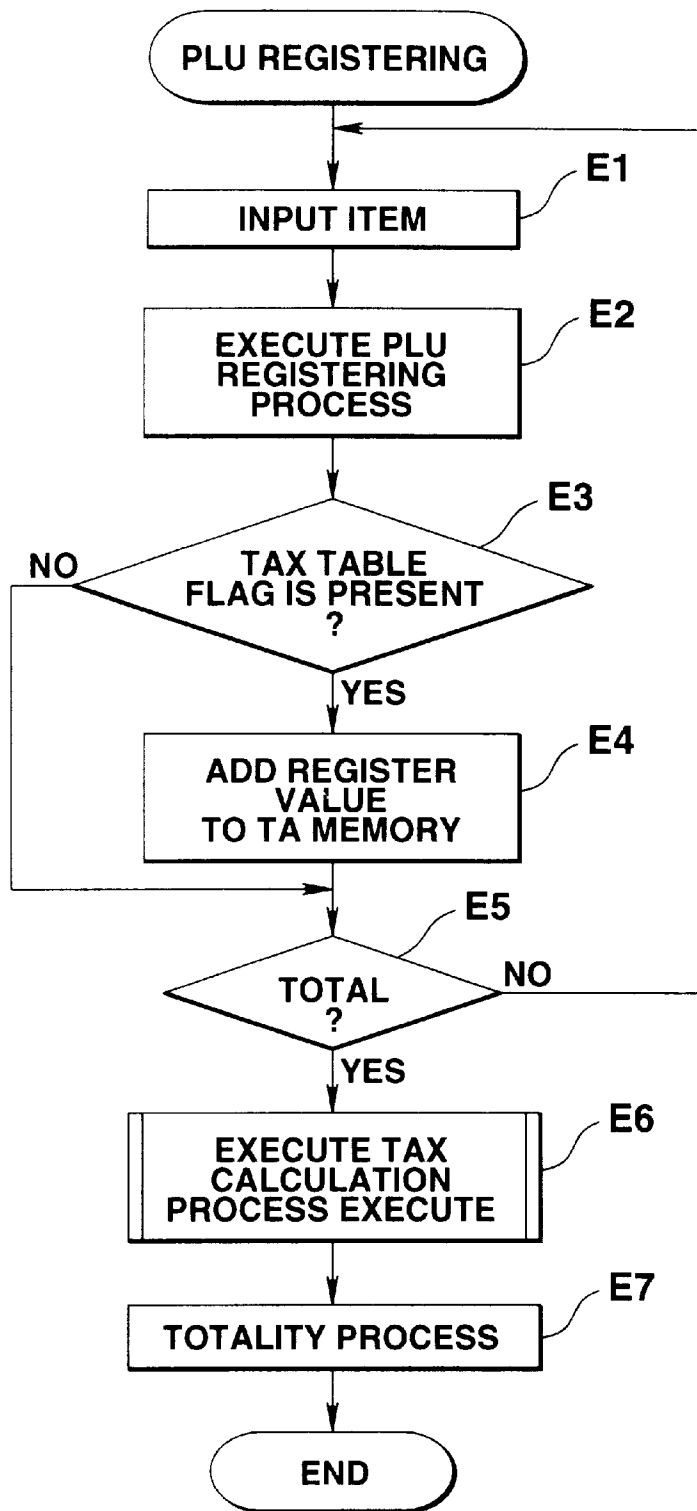 PLU REGISTERING
E1
INPUT ITEM
E2
EXECUTE PLU
REGISTERING
PROCESS
E3
NO
TAX TABLE
FLAG IS PRESENT
?
YES
E4
ADD REGISTER
VALUE
TO TA MEMORY
E5
TOTAL
?
NO
YES
E6
EXECUTE TAX
CALCULATION
PROCESS EXECUTE
E7
TOTALITY PROCESS
END